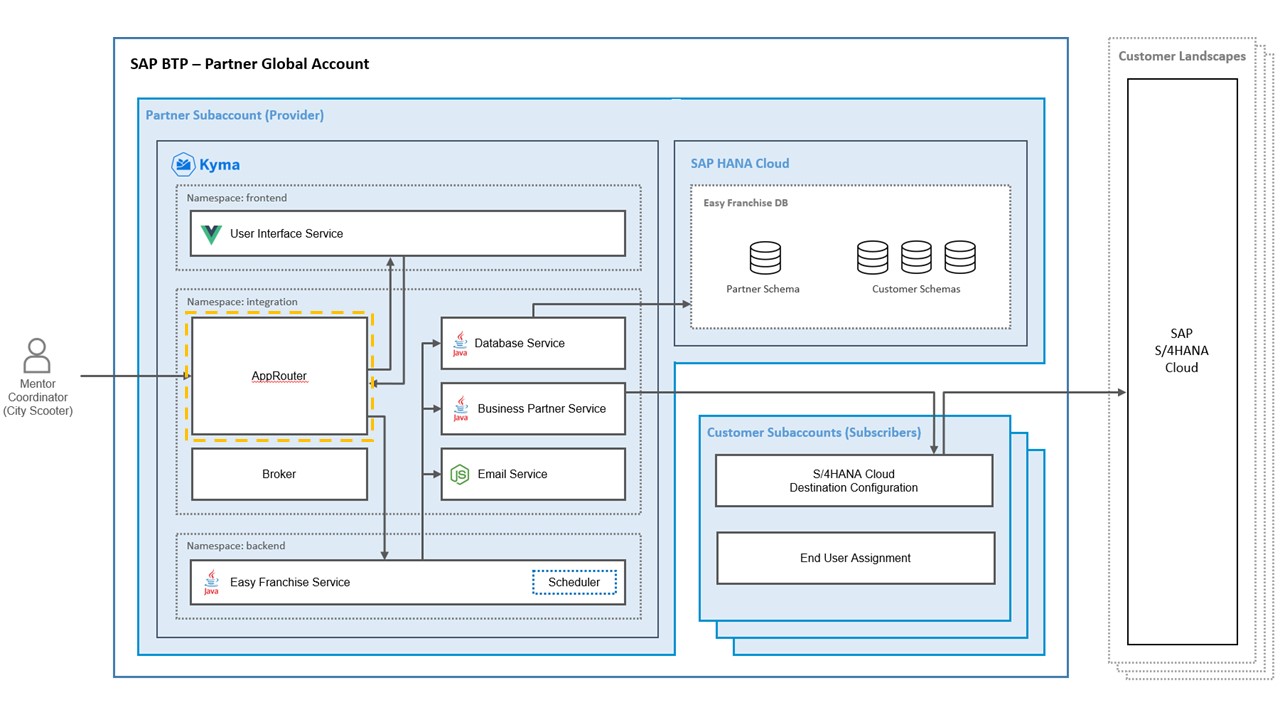 SAP BTP – Partner Global Account
Customer Landscapes
Partner Subaccount (Provider)
Kyma
SAP HANA Cloud
Namespace: frontend
User Interface Service
Easy Franchise DB
Partner Schema
Customer Schemas
Namespace: integration
AppRouter
Database Service
Java
Business Partner Service
Java
Broker
Email Service
JS
Mentor
Coordinator
(City Scooter)
SAP
S/4HANA
Cloud
Customer Subaccounts (Subscribers)
S/4HANA Cloud
Destination Configuration
End User Assignment
Namespace: backend
Easy Franchise Service
Java
Scheduler